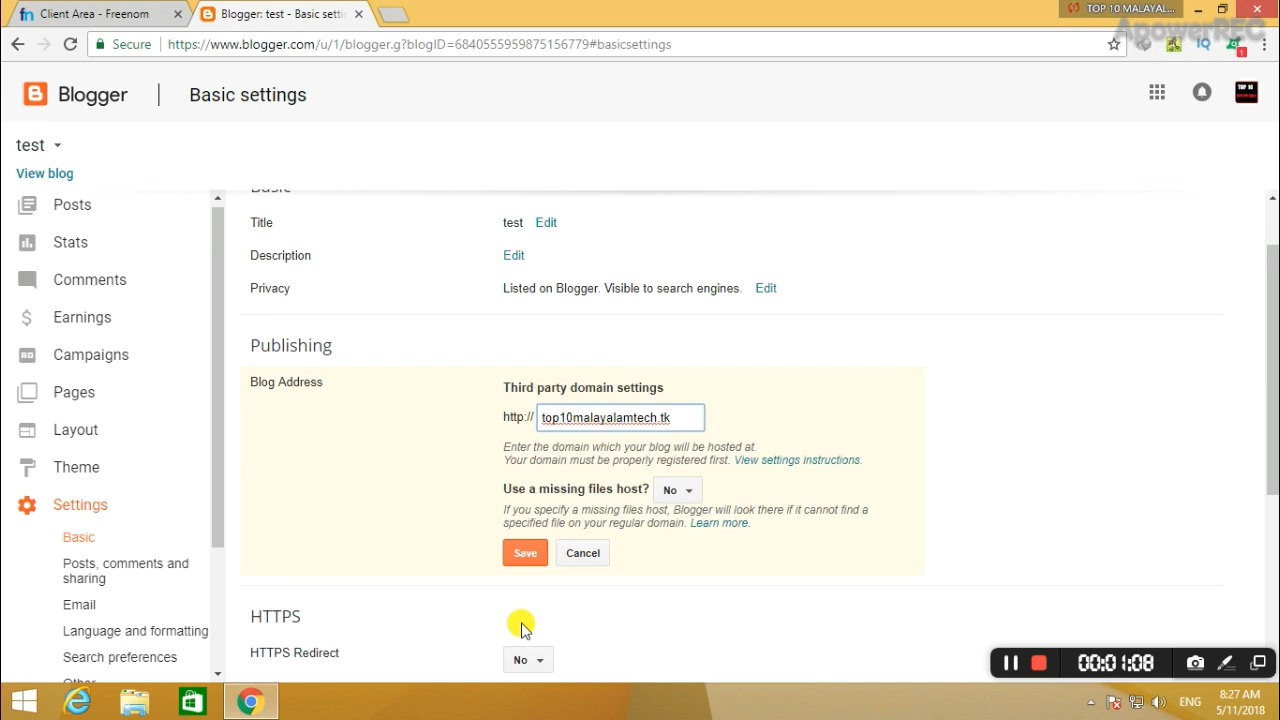 Client Area - Freenom
Blogger: test - Basic setti
TOP 10 MALAYAL...
ApowerREC
Secure
https://www.blogger.com/u/1/blogger.g?blogID=6840555959875156779#basicsettings
IQ
1
Blogger
Basic settings
TOP 10
test
View blog
Basic
Posts
Title
test
Edit
Stats
Description
Edit
Comments
Privacy
Listed on Blogger. Visible to search engines.
Edit
Earnings
Publishing
Campaigns
Blog Address
Third party domain settings
Pages
http://
top10malayalamtech.tk
Layout
Enter the domain which your blog will be hosted at.
Your domain must be properly registered first. View settings instructions.
Theme
Use a missing files host?
No
Settings
If you specify a missing files host, Blogger will look there if it cannot find a
specified file on your regular domain. Learn more.
Basic
Save
Cancel
Posts, comments and
sharing
Email
HTTPS
Language and formatting
HTTPS Redirect
No
Search preferences
Other
00:01:08
ENG
8:27 AM
5/11/2018